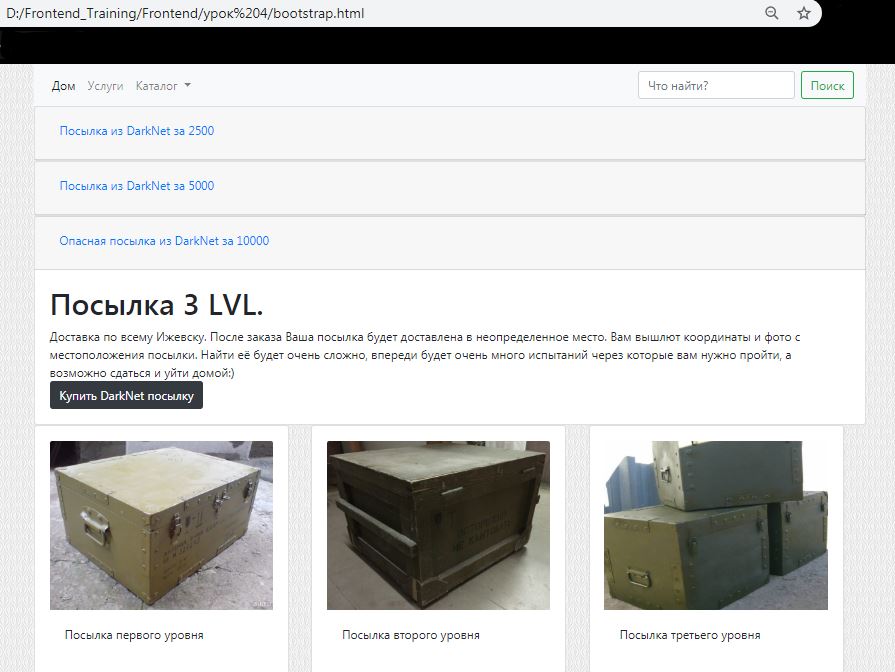 D:/Frontend_Training/Frontend/урок%204/bootstrap.html
Дом Услуги Каталог
Что найти?
Поиск
Посылка из DarkNet за 2500
Посылка из DarkNet за 5000
Опасная посылка из DarkNet за 10000
Посылка 3 LVL.
Доставка по всему Ижевску. После заказа Ваша посылка будет доставлена в неопределенное место. Вам вышлют координаты и фото с
местоположения посылки. Найти её будет очень сложно, впереди будет очень много испытаний через которые вам нужно пройти, а
возможно сдаться и уйти домой:)
Купить DarkNet посылку
НЕ КАНТОВАТЬ
Посылка первого уровня
Посылка второго уровня
Посылка третьего уровня